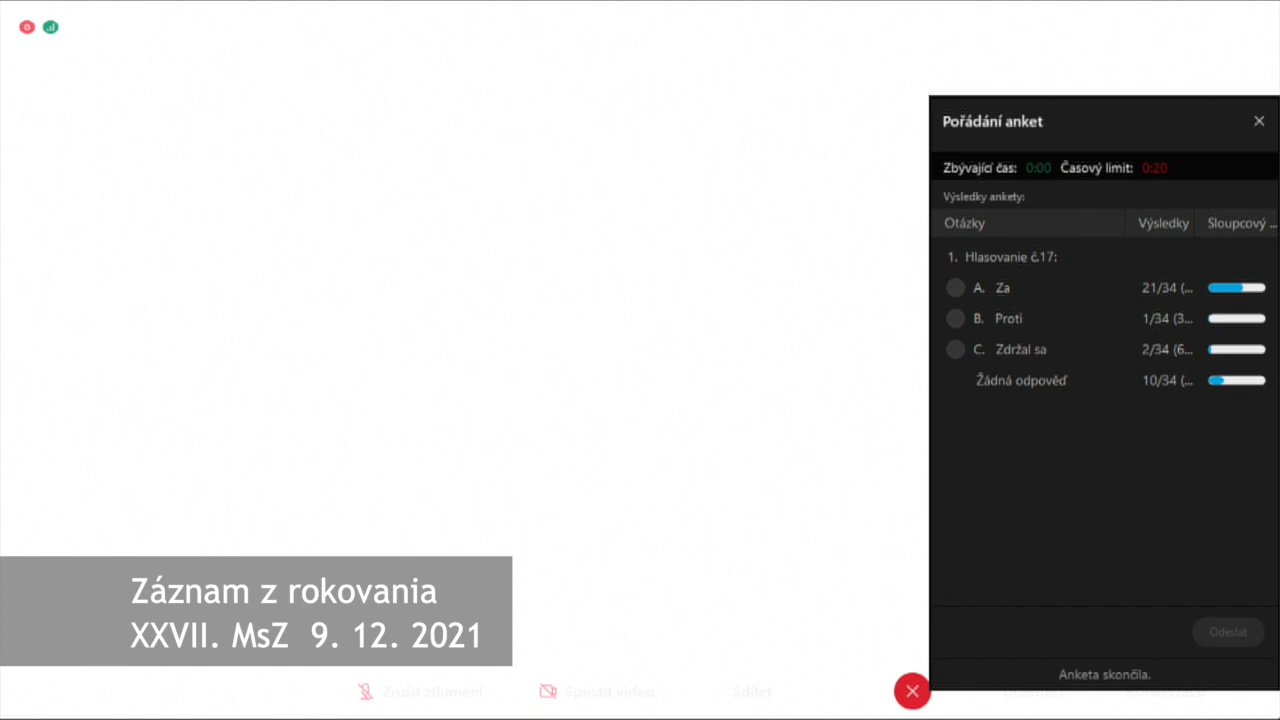 Pořádání anket
Zbývající čas: 0:00 Časový limit: 0:20
Výsledky ankety:
Otázky Výsledky Sloupcový ...
1. Hlasovanie č.17:
A. Za 21/34 (...
B. Proti 1/34 (3...
C. Zdržal sa 2/34 (6...
Žádná odpověď 10/34 (...
Odeslat
Anketa skončila.
Záznam z rokovania
XXVII. MsZ 9. 12. 2021
Zrušit ztlumení Spustit video Sdílet